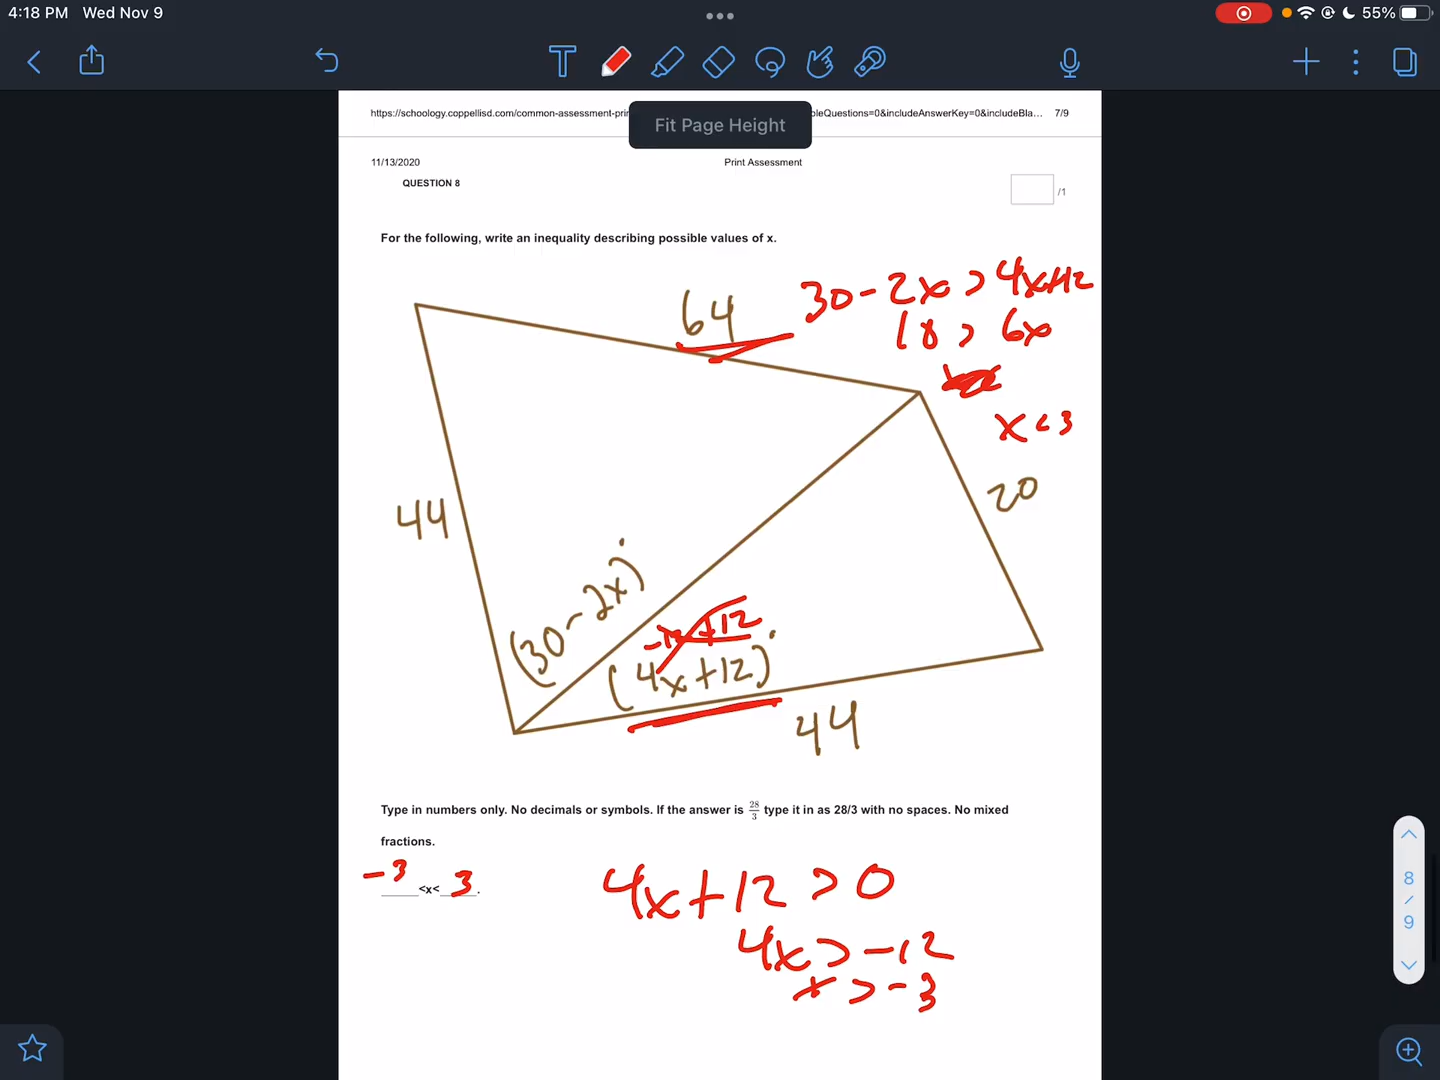 4:18 PM Wed Nov 9
55%
https://schoology.coppellisd.com/common-assessment-prin
bleQuestions=0&includeAnswerKey=0&includeBla... 7/9
Fit Page Height
11/13/2020
Print Assessment
QUESTION 8
/1
For the following, write an inequality describing possible values of x.
64
30-2x>4x+12
18>6x
x<3
44
20
(30-2x)°
+12
(4x+12)°
44
Type in numbers only. No decimals or symbols. If the answer is 28/3 type it in as 28/3 with no spaces. No mixed
fractions.
-3 <x< 3.
4x+12>0
4x>-12
x>-3
8
/
9